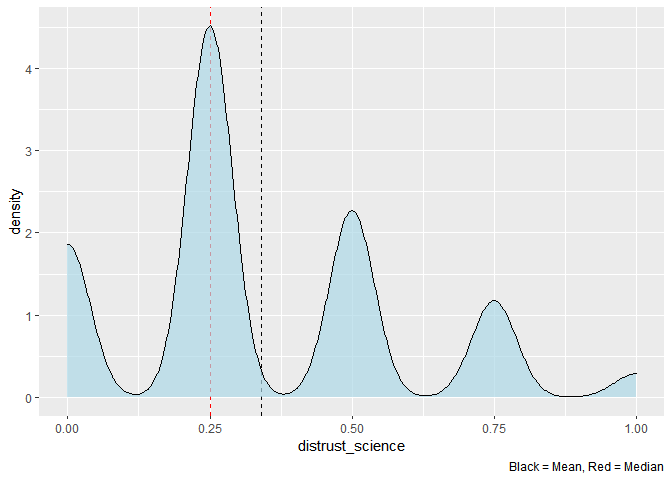 4
3
2
1
0
density
0.00 0.25 0.50 0.75 1.00
distrust_science
Black = Mean, Red = Median